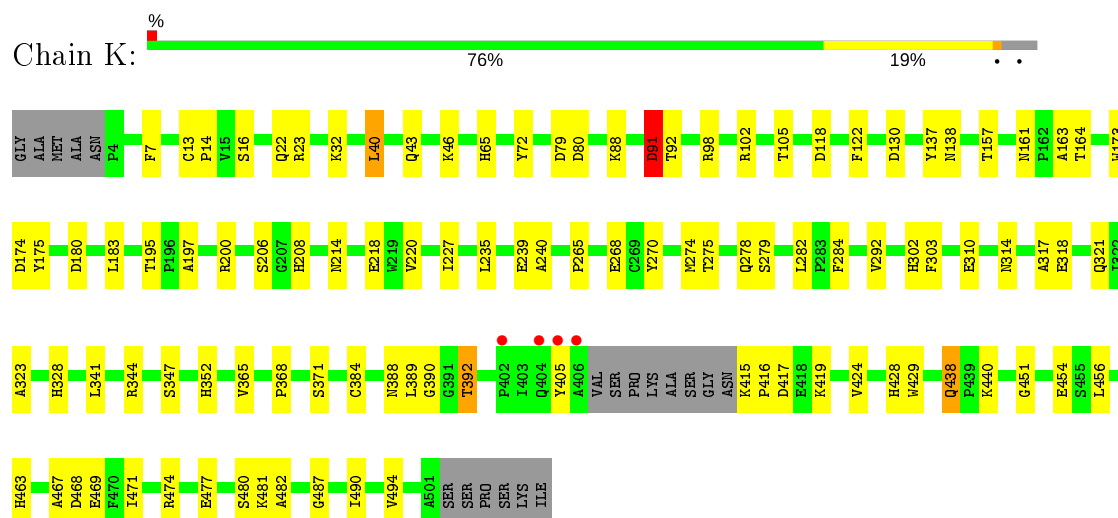 %
Chain K:
76% 19% • •
GLY ALA MET ALA ASN P4 F7 C13 P14 V15 S16 Q22 R23 K32 L40 Q43 K46 H65 Y72 D79 D80 K88 D91 T92 R98 R102 T105 D118 F122 D130 Y137 N138 T157 N161 P162 A163 T164 W173
D174 Y175 D180 L183 T195 P196 A197 R200 S206 G207 H208 N214 E218 W219 V220 I227 L235 E239 A240 P265 E268 C269 Y270 M274 T275 Q278 S279 L282 P283 F284 V292 H302 F303 E310 N314 A317 E318 Q321 I322
A323 H328 L341 R344 S347 H352 V365 P368 S371 C384 N388 L389 G390 G391 T392 P402 I403 Q404 Y405 A406 VAL SER PRO LYS ALA SER GLY ASN K415 P416 D417 E418 K419 V424 H428 W429 Q438 P439 K440 G451 E454 S455 L456
H463 A467 D468 E469 F470 I471 R474 E477 S480 K481 A482 G487 I490 V494 A501 SER SER PRO SER LYS ILE